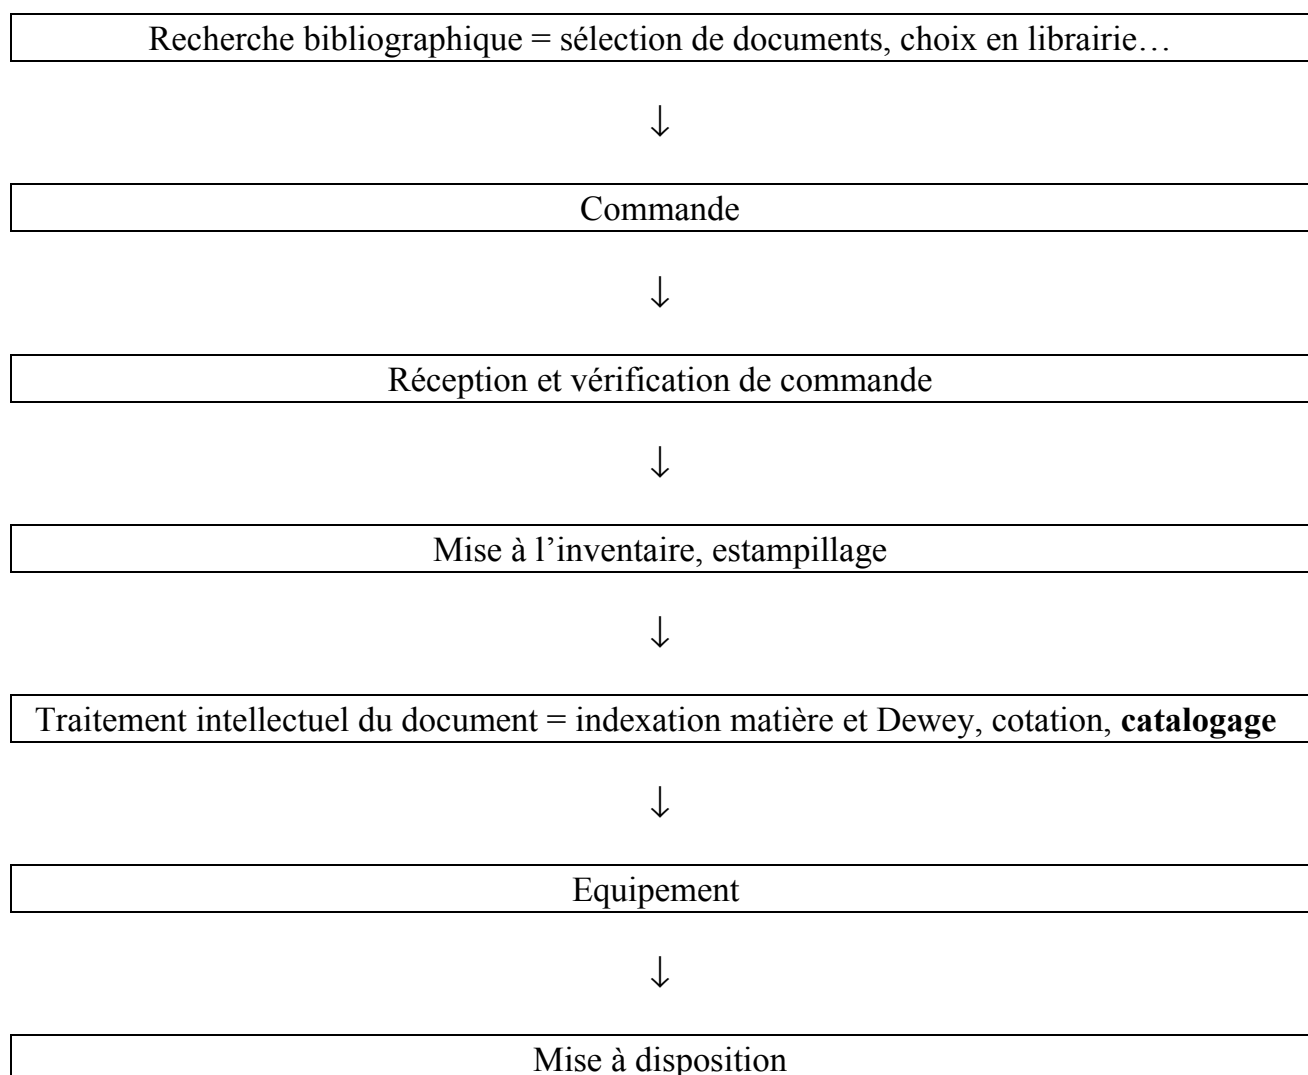 Recherche bibliographique = sélection de documents, choix en librairie…
↓
Commande
↓
Réception et vérification de commande
↓
Mise à l’inventaire, estampillage
↓
Traitement intellectuel du document = indexation matière et Dewey, cotation, catalogage
↓
Equipement
↓
Mise à disposition